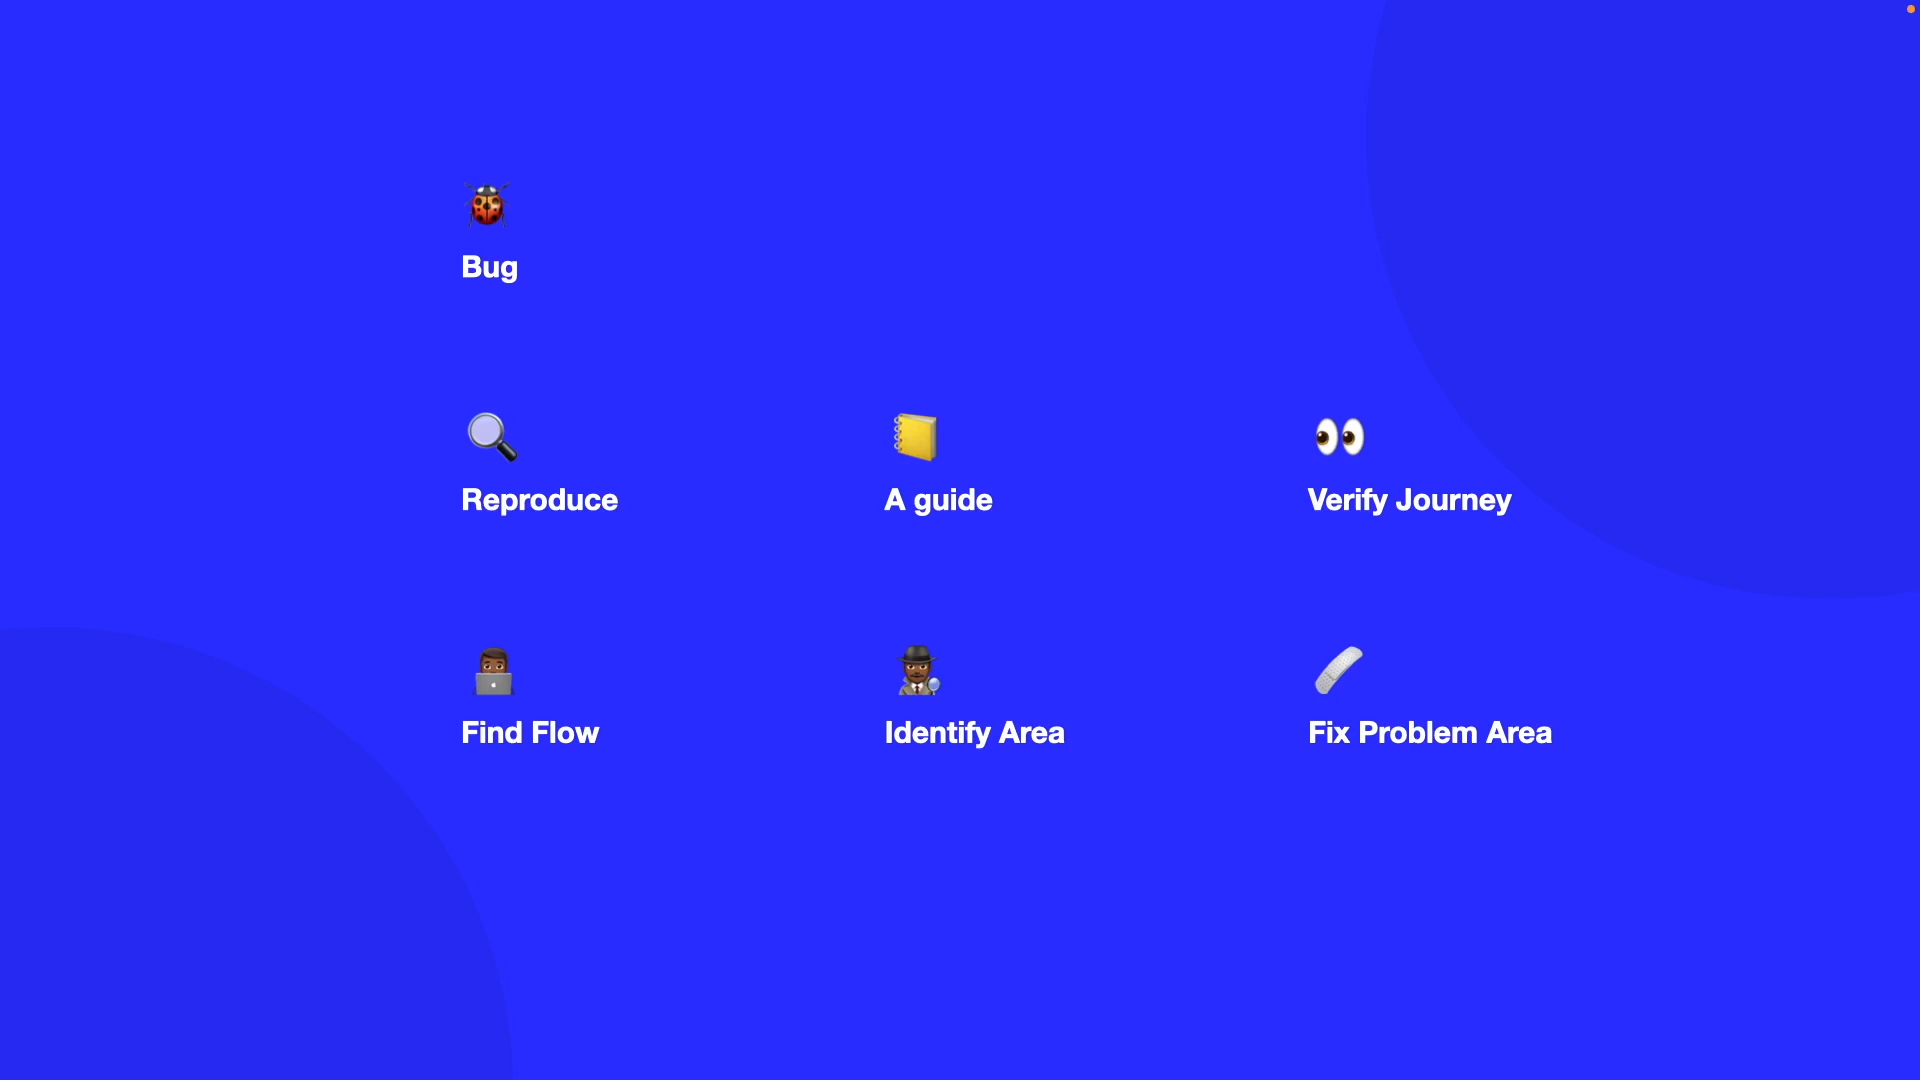 Bug
Reproduce
A guide
Verify Journey
Find Flow
Identify Area
Fix Problem Area